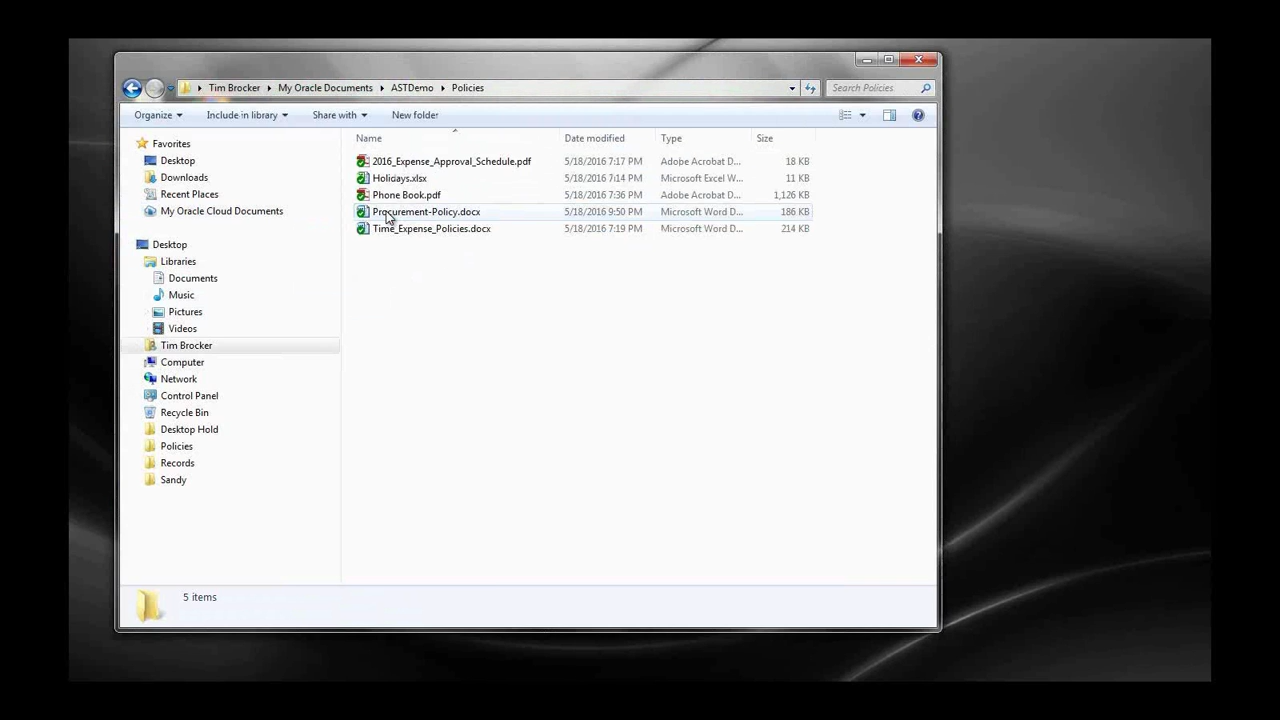 Tim Brocker My Oracle Documents ASTDemo Policies Search Policies
Organize Include in library Share with New folder
Name Date modified Type Size
2016_Expense_Approval_Schedule.pdf 5/18/2016 7:17 PM Adobe Acrobat D... 18 KB
Holidays.xlsx 5/18/2016 7:14 PM Microsoft Excel W... 11 KB
Phone Book.pdf 5/18/2016 7:36 PM Adobe Acrobat D... 1,126 KB
Procurement-Policy.docx 5/18/2016 9:50 PM Microsoft Word D... 186 KB
Time_Expense_Policies.docx 5/18/2016 7:19 PM Microsoft Word D... 214 KB
Favorites
Desktop
Downloads
Recent Places
My Oracle Cloud Documents
Desktop
Libraries
Documents
Music
Pictures
Videos
Tim Brocker
Computer
Network
Control Panel
Recycle Bin
Desktop Hold
Policies
Records
Sandy
5 items